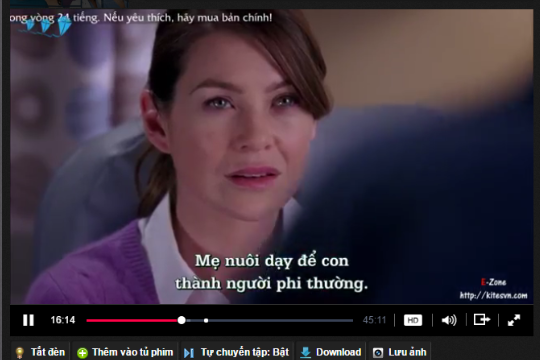 ong vòng 24 tiếng. Nếu yêu thích, hãy mua bản chính!
Mẹ nuôi dạy để con
thành người phi thường.
E-Zone
http://kitesvn.com
16:14
45:11
HD
Tắt đèn
Thêm vào tủ phim
Tự chuyển tập: Bật
Download
Lưu ảnh